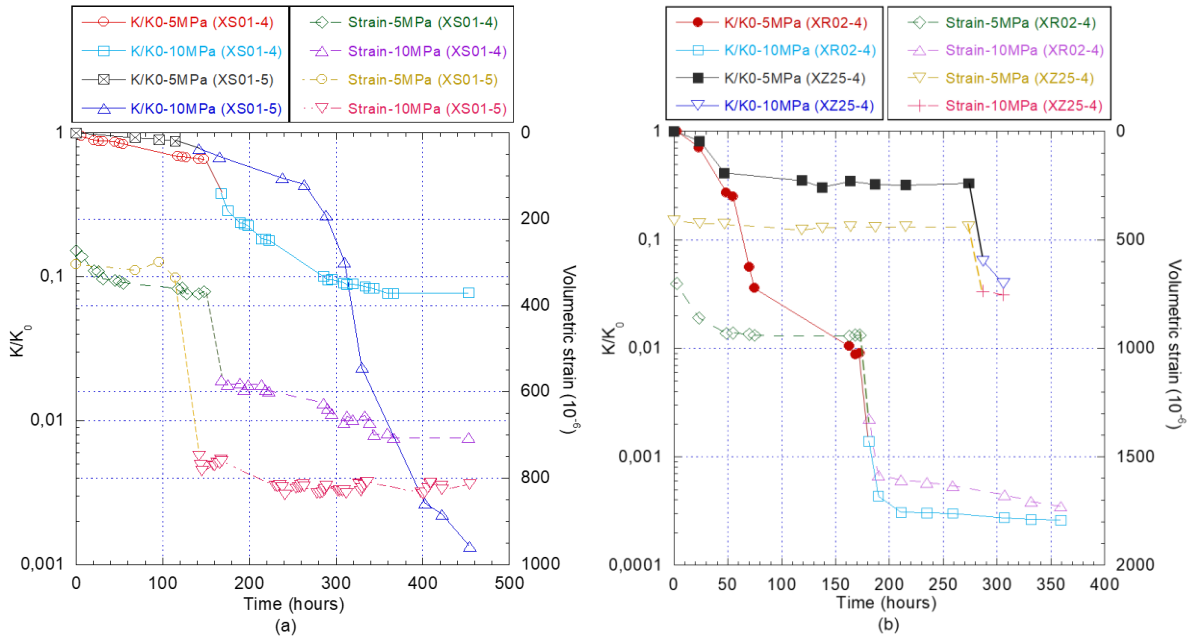 K/K0-5MPa (XS01-4)
K/K0-10MPa (XS01-4)
K/K0-5MPa (XS01-5)
K/K0-10MPa (XS01-5)
Strain-5MPa (XS01-4)
Strain-10MPa (XS01-4)
Strain-5MPa (XS01-5)
Strain-10MPa (XS01-5)
1
0,1
0,01
0,001
K/K0
0
200
400
600
800
1000
Volumetric strain (10-6)
0 100 200 300 400 500
Time (hours)
(a)
K/K0-5MPa (XR02-4)
K/K0-10MPa (XR02-4)
K/K0-5MPa (XZ25-4)
K/K0-10MPa (XZ25-4)
Strain-5MPa (XR02-4)
Strain-10MPa (XR02-4)
Strain-5MPa (XZ25-4)
Strain-10MPa (XZ25-4)
1
0,1
0,01
0,001
0,0001
K/K0
0
500
1000
1500
2000
Volumetric strain (10-6)
0 50 100 150 200 250 300 350 400
Time (hours)
(b)